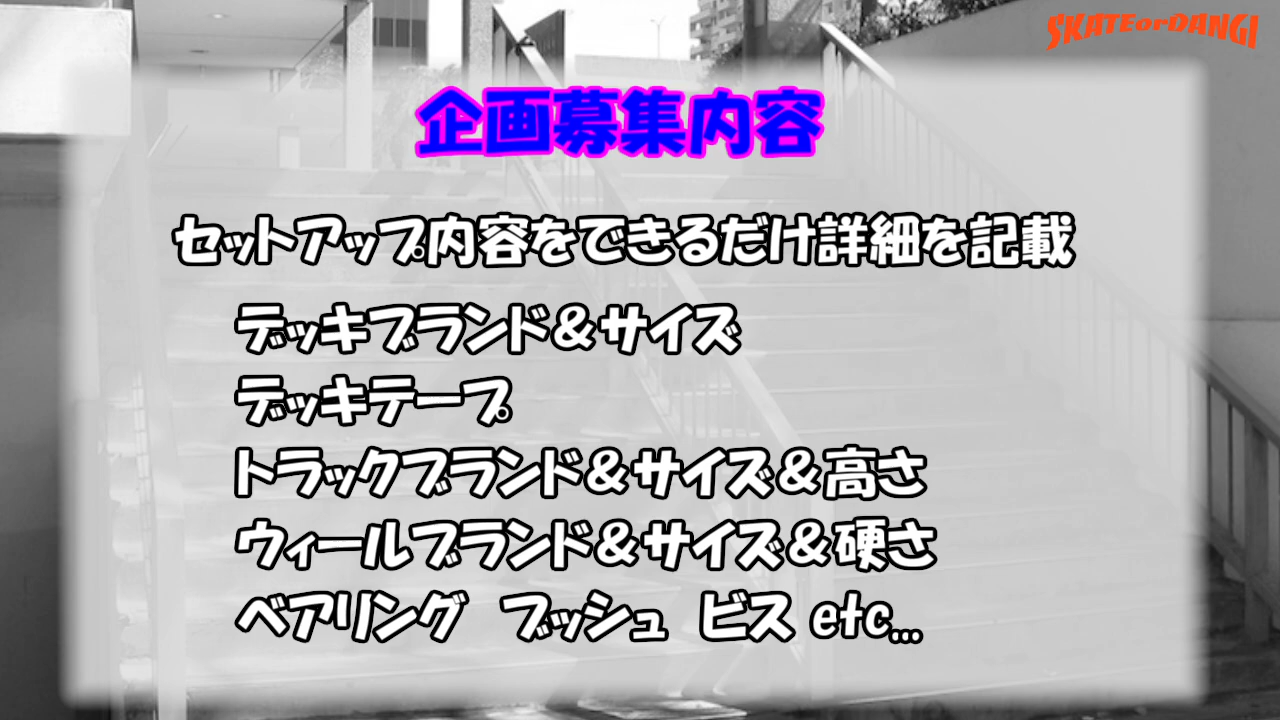 SKATEorDANGI
企画募集内容
セットアップ内容をできるだけ詳細を記載
デッキブランド＆サイズ
デッキテープ
トラックブランド＆サイズ＆高さ
ウィールブランド＆サイズ＆硬さ
ベアリング　ブッシュ　ビス etc...